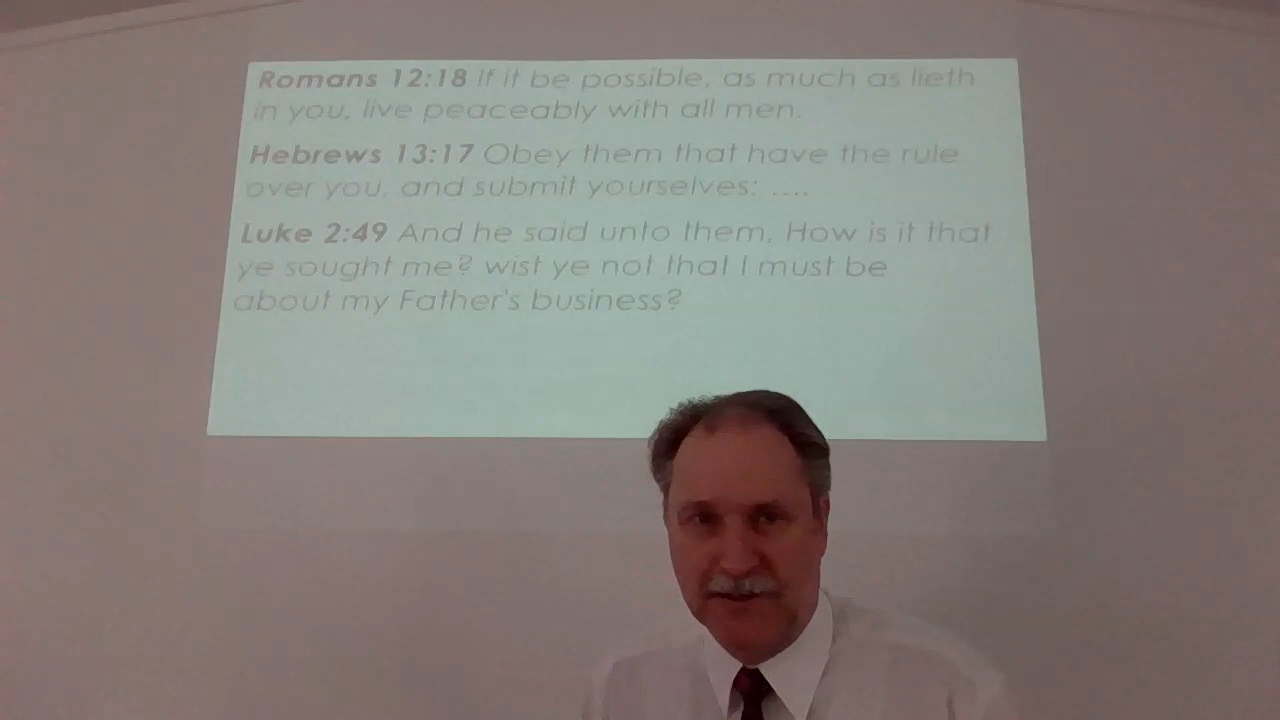 Romans 12:18 If it be possible, as much as lieth
in you, live peaceably with all men.
Hebrews 13:17 Obey them that have the rule
over you, and submit yourselves: ....
Luke 2:49 And he said unto them, How is it that
ye sought me? wist ye not that I must be
about my Father's business?